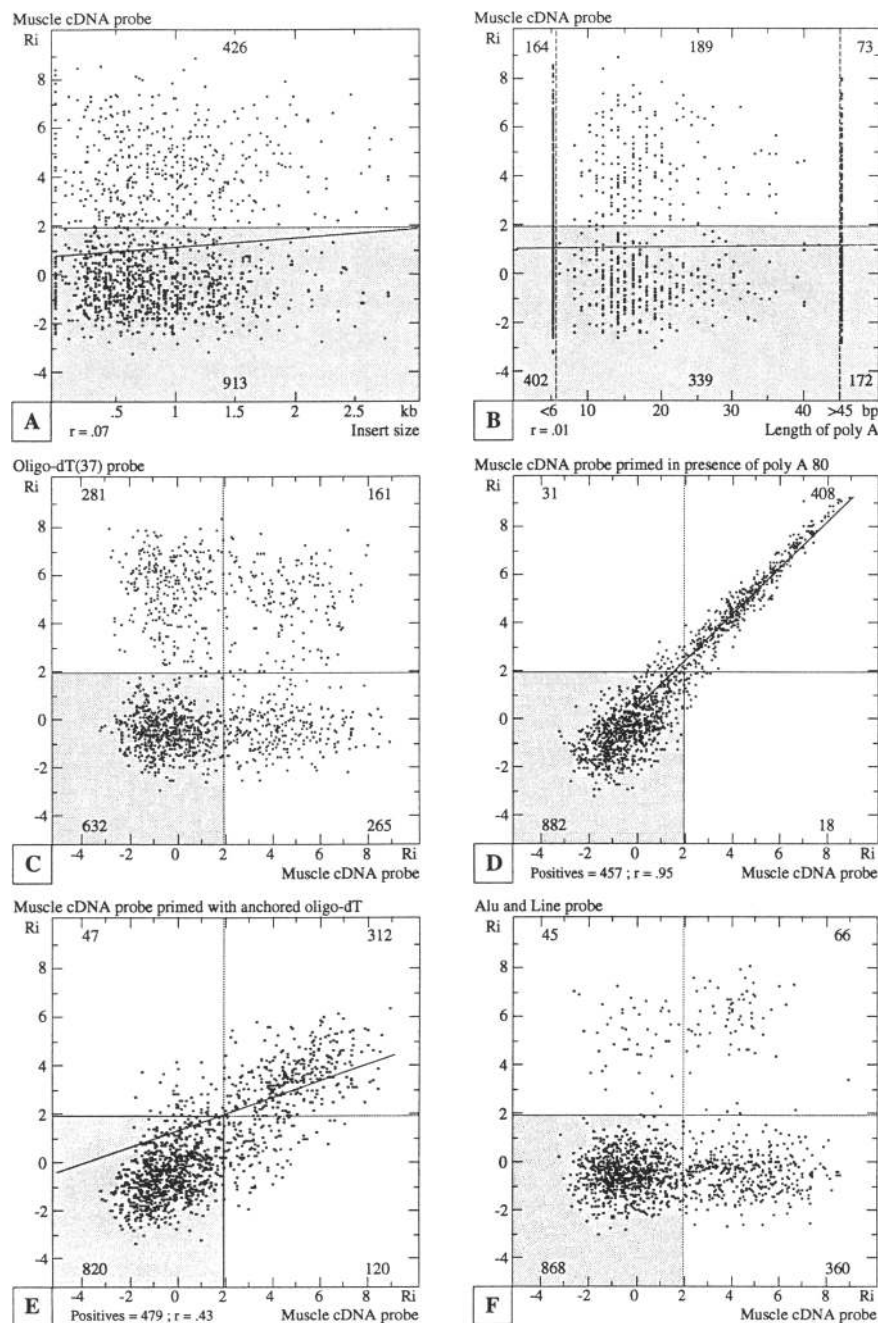 Muscle cDNA probe
Ri
426
8
6
4
2
0
-2
-4
913
A
.5 1 1.5 2 2.5 kb
r = .07 Insert size
Muscle cDNA probe
Ri
164 189 73
8
6
4
2
0
-2
-4
402 339 172
B
<6 10 20 30 40 >45 bp
r = .01 Length of poly A
Oligo-dT(37) probe
Ri
281 161
8
6
4
2
0
-2
-4
632 265
C
-4 -2 0 2 4 6 8 Ri
Muscle cDNA probe
Muscle cDNA probe primed in presence of poly A 80
Ri
31 408
8
6
4
2
0
-2
-4
882 18
D
-4 -2 0 2 4 6 8 Ri
Positives = 457 ; r = .95 Muscle cDNA probe
Muscle cDNA probe primed with anchored oligo-dT
Ri
47 312
8
6
4
2
0
-2
-4
820 120
E
-4 -2 0 2 4 6 8 Ri
Positives = 479 ; r = .43 Muscle cDNA probe
Alu and Line probe
Ri
45 66
8
6
4
2
0
-2
-4
868 360
F
-4 -2 0 2 4 6 8 Ri
Muscle cDNA probe